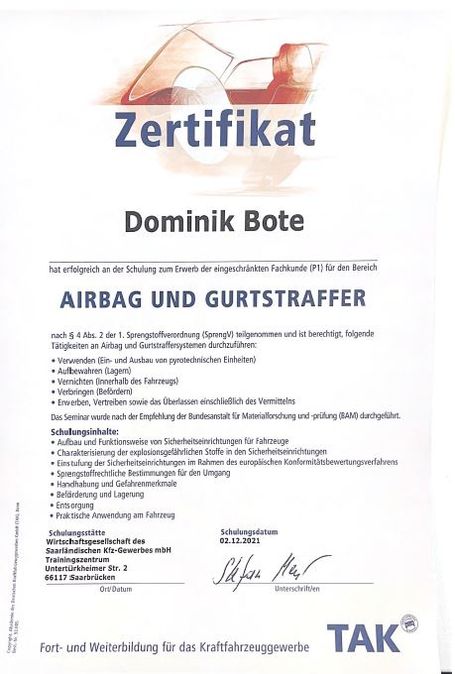 Zertifikat
Dominik Bote
hat erfolgreich an der Schulung zum Erwerb der eingeschränkten Fachkunde (P1) für den Bereich
AIRBAG UND GURTSTRAFFER
nach § 4 Abs. 2 der 1. Sprengstoffverordnung (SprengV) teilgenommen und ist berechtigt, folgende
Tätigkeiten an Airbag und Gurtstraffersystemen durchzuführen:
• Verwenden (Ein- und Ausbau von pyrotechnischen Einheiten)
• Aufbewahren (Lagern)
• Vernichten (Innerhalb des Fahrzeugs)
• Verbringen (Befördern)
• Erwerben, Vertreiben sowie das Überlassen einschließlich des Vermittelns
Das Seminar wurde nach der Empfehlung der Bundesanstalt für Materialforschung und -prüfung (BAM) durchgeführt.
Schulungsinhalte:
• Aufbau und Funktionsweise von Sicherheitseinrichtungen für Fahrzeuge
• Charakterisierung der explosionsgefährlichen Stoffe in den Sicherheitseinrichtungen
• Einstufung der Sicherheitseinrichtungen im Rahmen des europäischen Konformitätsbewertungsverfahrens
• Sprengstoffrechtliche Bestimmungen für den Umgang
• Handhabung und Gefahrenmerkmale
• Beförderung und Lagerung
• Entsorgung
• Praktische Anwendung am Fahrzeug
Schulungsstätte
Wirtschaftsgesellschaft des
Saarländischen Kfz-Gewerbes mbH
Trainingszentrum
Untertürkheimer Str. 2
66117 Saarbrücken
Ort/Datum
Schulungsdatum
02.12.2021
Unterschrift/en
Fort- und Weiterbildung für das Kraftfahrzeuggewerbe
TAK